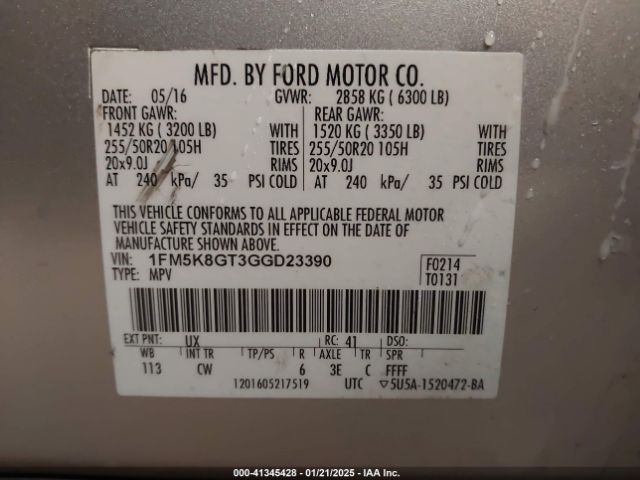 MFD. BY FORD MOTOR CO.
DATE: 05/16 GVWR: 2858 KG ( 6300 LB)
FRONT GAWR: REAR GAWR:
1452 KG ( 3200 LB) WITH 1520 KG ( 3350 LB) WITH
255/50R20 105H TIRES 255/50R20 105H TIRES
20x9.0J RIMS 20x9.0J RIMS
AT 240 kPa/ 35 PSI COLD AT 240 kPa/ 35 PSI COLD
THIS VEHICLE CONFORMS TO ALL APPLICABLE FEDERAL MOTOR
VEHICLE SAFETY STANDARDS IN EFFECT ON THE DATE OF
MANUFACTURE SHOWN ABOVE.
VIN: 1FM5K8GT3GGD23390 F0214
TYPE: MPV T0131
EXT PNT: UX RC: 41 DSO:
WB INT TR TP/PS R AXLE TR SPR
113 CW 6 3E C FFFF
1201605217519 UTC ▽5U5A-1520472-BA
000-41345428 - 01/21/2025 - IAA Inc.